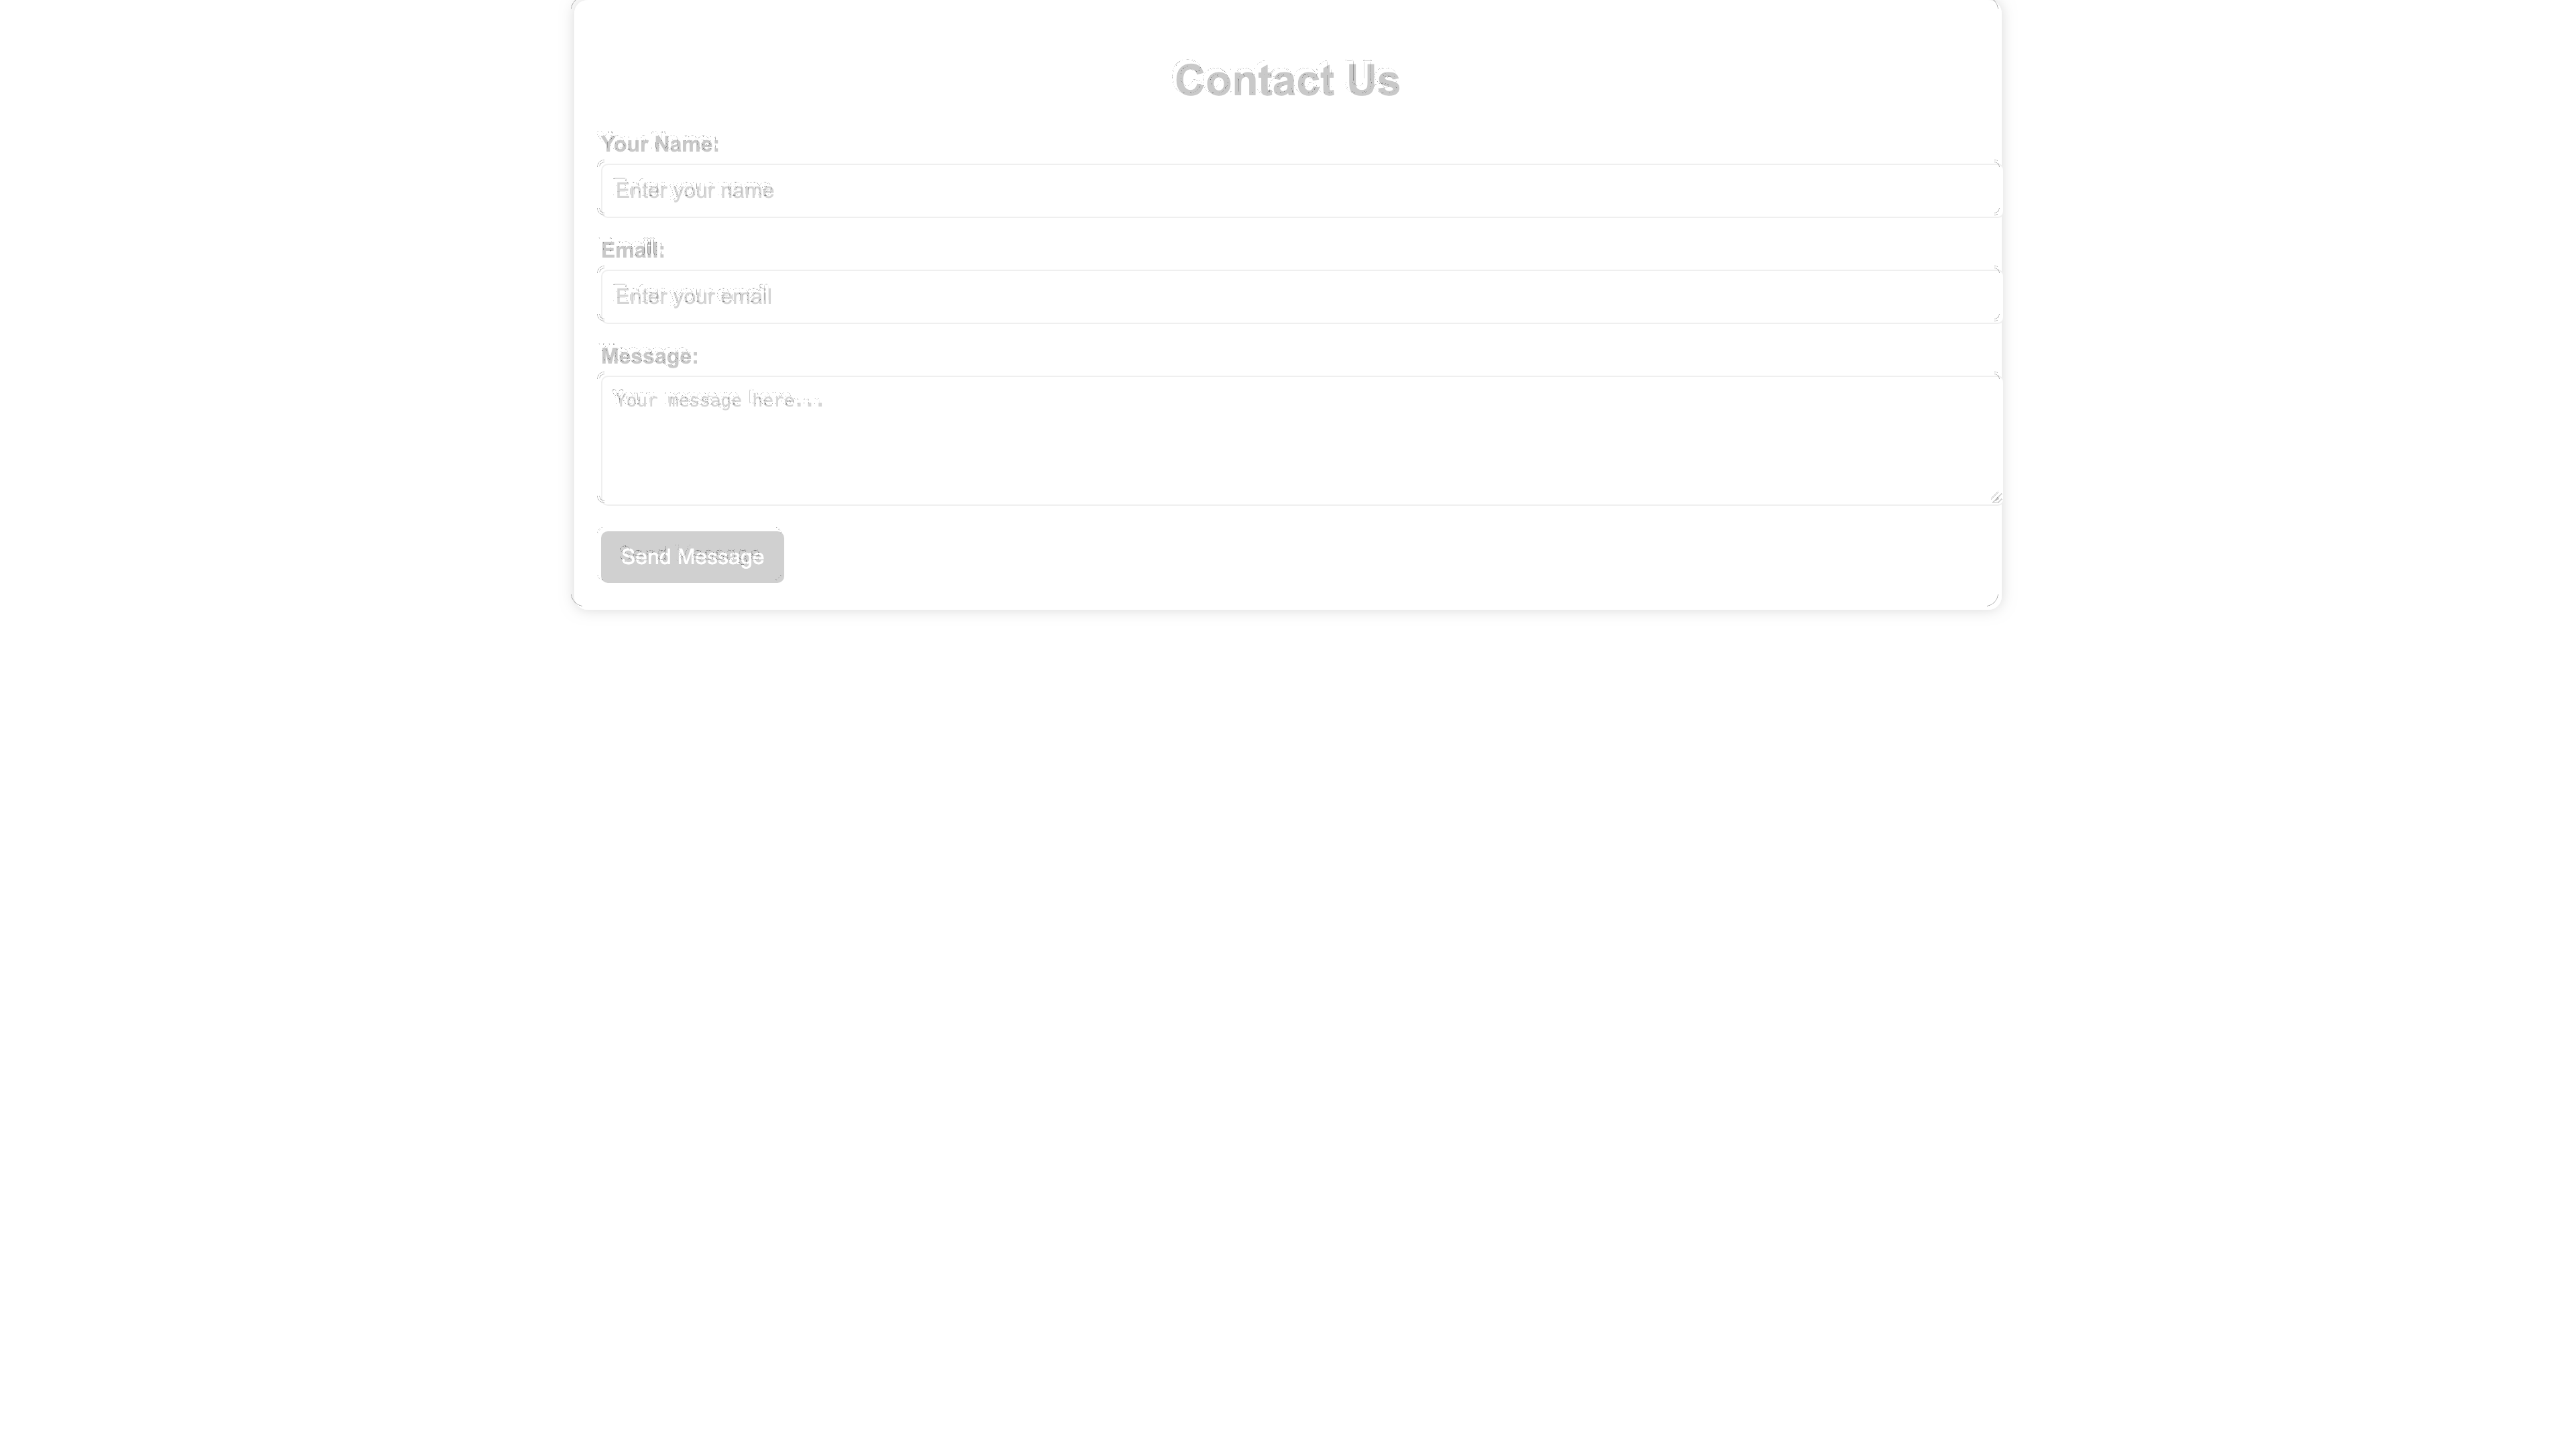 Contact Us
Your Name:
Enter your name
Email:
Enter your email
Message:
Your message here...
Send Message